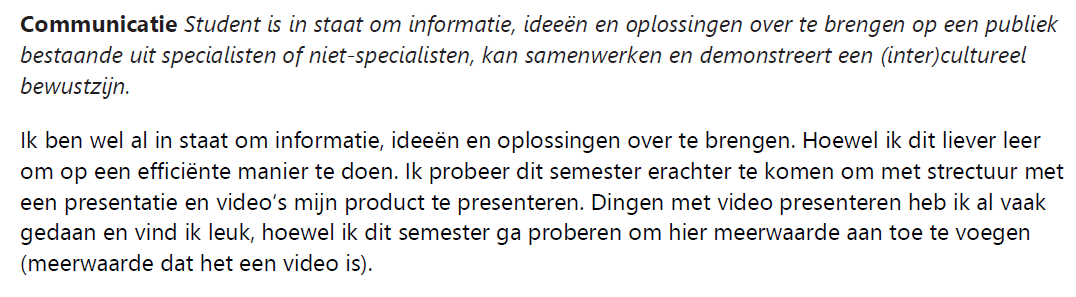 Communicatie Student is in staat om informatie, ideeën en oplossingen over te brengen op een publiek
bestaande uit specialisten of niet-specialisten, kan samenwerken en demonstreert een (inter)cultureel
bewustzijn.
Ik ben wel al in staat om informatie, ideeën en oplossingen over te brengen. Hoewel ik dit liever leer
om op een efficiënte manier te doen. Ik probeer dit semester erachter te komen om met strectuur met
een presentatie en video’s mijn product te presenteren. Dingen met video presenteren heb ik al vaak
gedaan en vind ik leuk, hoewel ik dit semester ga proberen om hier meerwaarde aan toe te voegen
(meerwaarde dat het een video is).